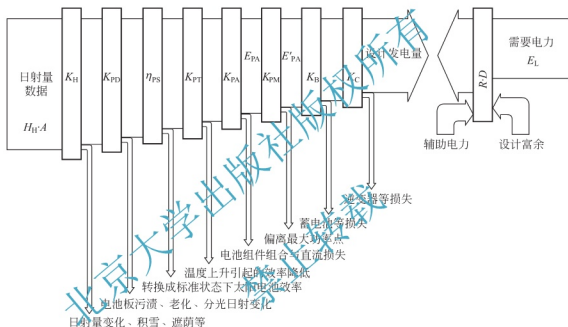 日射量
数据
H_H·A
K_H
K_PD
η_PS
K_PT
K_PA
E_PA
K_PM
E′_PA
K_B
K_C
设计发电量
R·D
需要电力
E_L
辅助电力
设计富余
逆变器等损失
蓄电池等损失
偏离最大功率点
电池组件组合与直流损失
温度上升引起的效率降低
转换成标准状态下太阳电池效率
电池板污渍、老化、分光日射变化
日射量变化、积雪、遮荫等
北京大学出版社版权所有
禁止转载